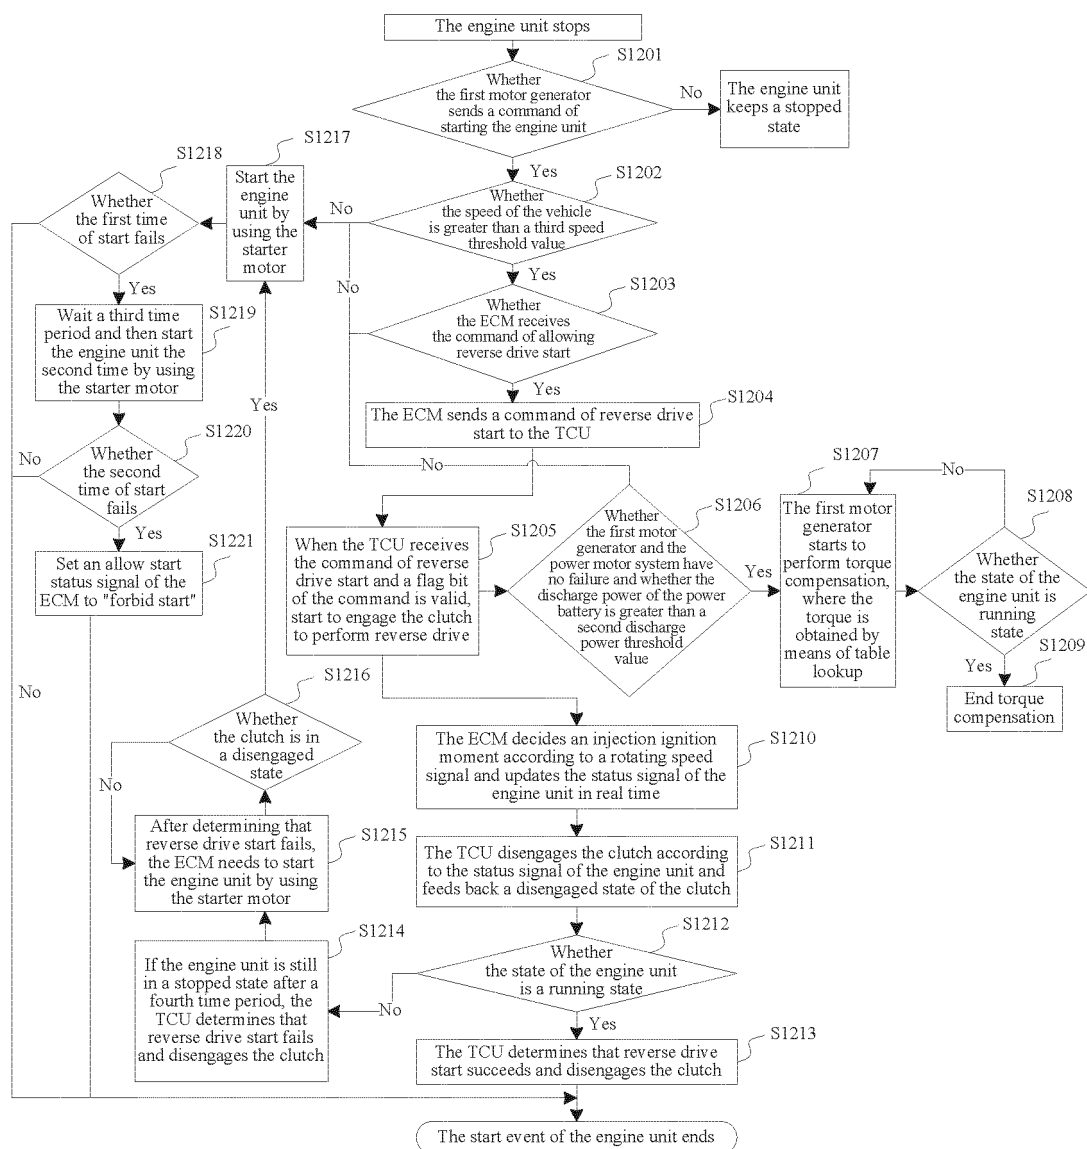 The engine unit stops
S1201
Whether
the first motor generator
sends a command of
starting the engine unit
No
The engine unit
keeps a stopped
state
Yes
S1202
Whether
the speed of the vehicle
is greater than a third speed
threshold value
No
S1217
Start the
engine
unit by
using the
starter
motor
S1218
Whether
the first time
of start fails
Yes
S1219
Wait a third time
period and then start
the engine unit the
second time by using
the starter motor
S1220
Whether
the second
time of start
fails
No
Yes
S1221
Set an allow start
status signal of the
ECM to "forbid start"
No
Yes
S1203
Whether
the ECM receives
the command of allowing
reverse drive start
No
Yes
S1204
The ECM sends a command of reverse drive
start to the TCU
S1205
When the TCU receives
the command of reverse
drive start and a flag bit
of the command is valid,
start to engage the clutch
to perform reverse drive
No
S1206
Whether
the first motor
generator and the
power motor system have
no failure and whether the
discharge power of the power
battery is greater than a
second discharge
power threshold
value
Yes
S1207
The first motor
generator
starts to
perform torque
compensation,
where the
torque is
obtained by
means of table
lookup
No
S1208
Whether
the state of the
engine unit is
running
state
Yes
S1209
End torque
compensation
S1210
The ECM decides an injection ignition
moment according to a rotating speed
signal and updates the status signal of the
engine unit in real time
S1211
The TCU disengages the clutch according
to the status signal of the engine unit and
feeds back a disengaged state of the clutch
S1212
Whether
the state of the engine unit
is a running state
No
Yes
S1213
The TCU determines that reverse drive
start succeeds and disengages the clutch
S1214
If the engine unit is still
in a stopped state after a
fourth time period, the
TCU determines that
reverse drive start fails
and disengages the clutch
S1215
After determining that
reverse drive start fails,
the ECM needs to start
the engine unit by using
the starter motor
S1216
Whether
the clutch is in
a disengaged
state
No
Yes
The start event of the engine unit ends